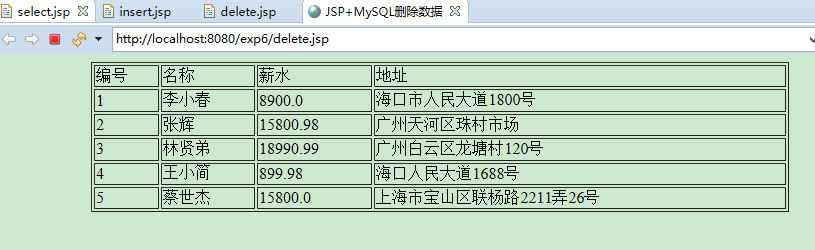 select.jsp insert.jsp delete.jsp JSP+MySQL删除数据
http://localhost:8080/exp6/delete.jsp
编号 名称 薪水 地址
1 李小春 8900.0 海口市人民大道1800号
2 张辉 15800.98 广州天河区珠村市场
3 林贤弟 18990.99 广州白云区龙塘村120号
4 王小简 899.98 海口人民大道1688号
5 蔡世杰 15800.0 上海市宝山区联杨路2211弄26号